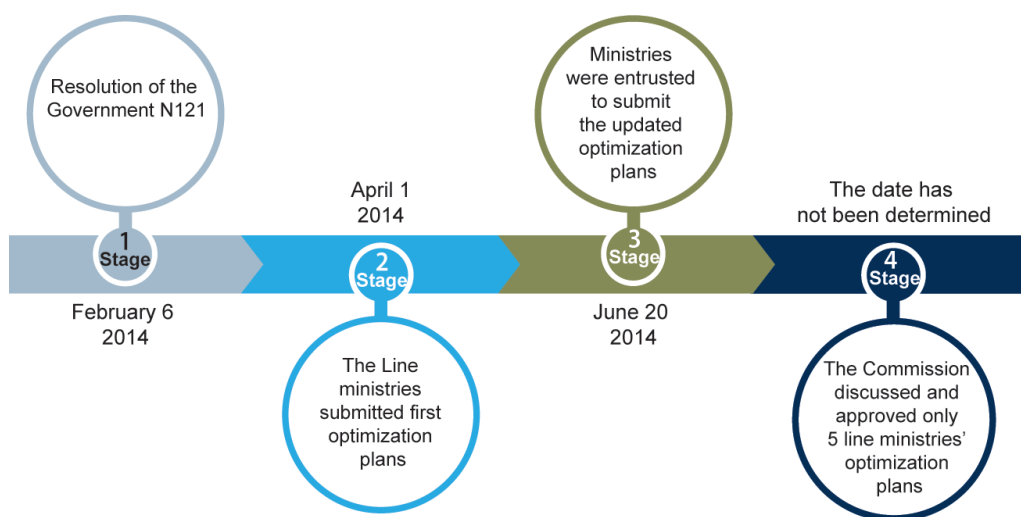 Resolution of the
Government N121
1
Stage
February 6
2014
April 1
2014
2
Stage
The Line
ministries
submitted first
optimization
plans
Ministries
were entrusted
to submit
the updated
optimization
plans
3
Stage
June 20
2014
The date has
not been determined
4
Stage
The Commission
discussed and
approved only
5 line ministries’
optimization
plans